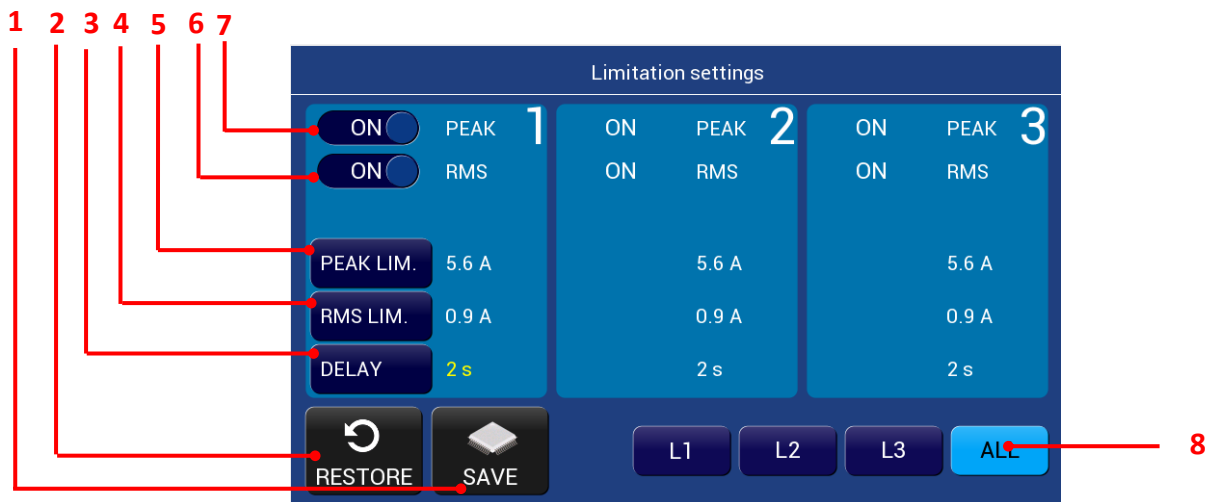 1 2 3 4 5 6 7
Limitation settings
ON PEAK 1 ON PEAK 2 ON PEAK 3
ON RMS ON RMS ON RMS
PEAK LIM. 5.6 A 5.6 A 5.6 A
RMS LIM. 0.9 A 0.9 A 0.9 A
DELAY 2 s 2 s 2 s
RESTORE SAVE L1 L2 L3 ALL 8